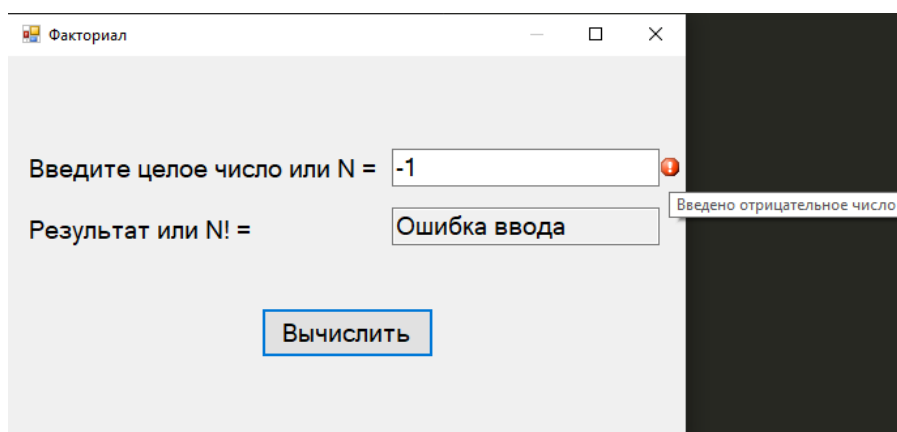 Факториал
Введите целое число или N = -1
Введено отрицательное число
Результат или N! = Ошибка ввода
Вычислить